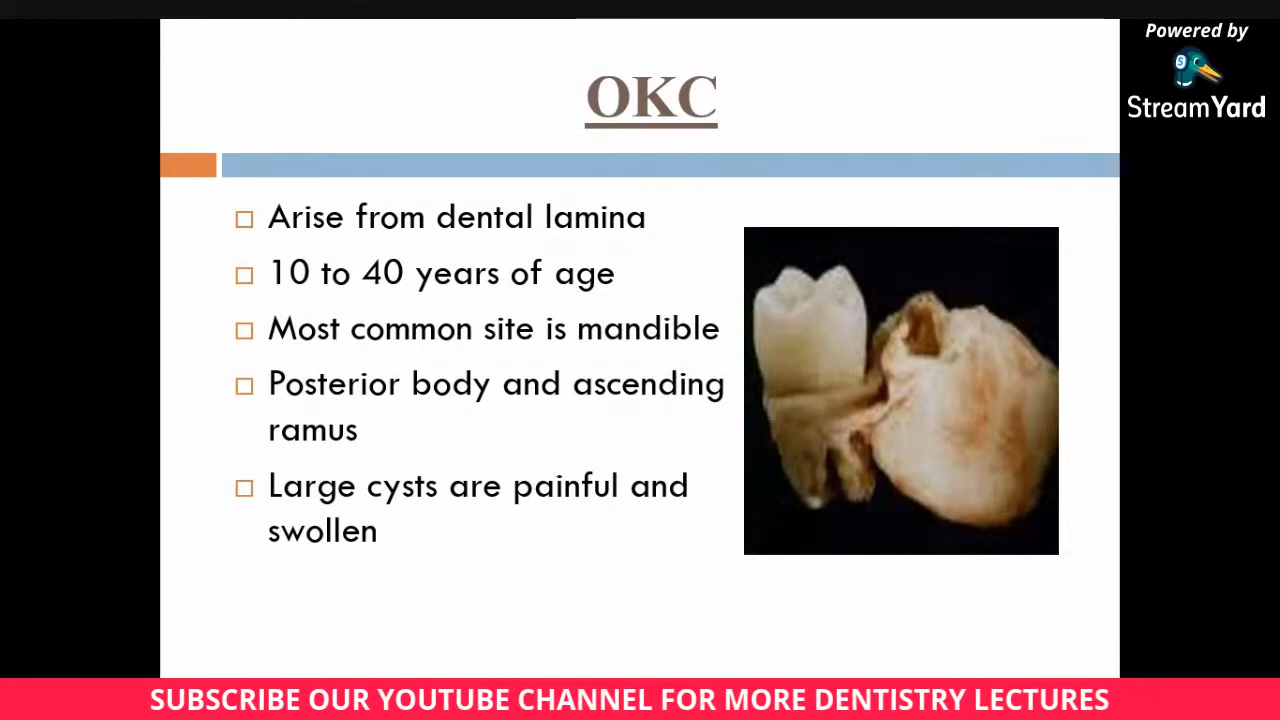 Powered by
StreamYard
OKC
Arise from dental lamina
10 to 40 years of age
Most common site is mandible
Posterior body and ascending
ramus
Large cysts are painful and
swollen
SUBSCRIBE OUR YOUTUBE CHANNEL FOR MORE DENTISTRY LECTURES